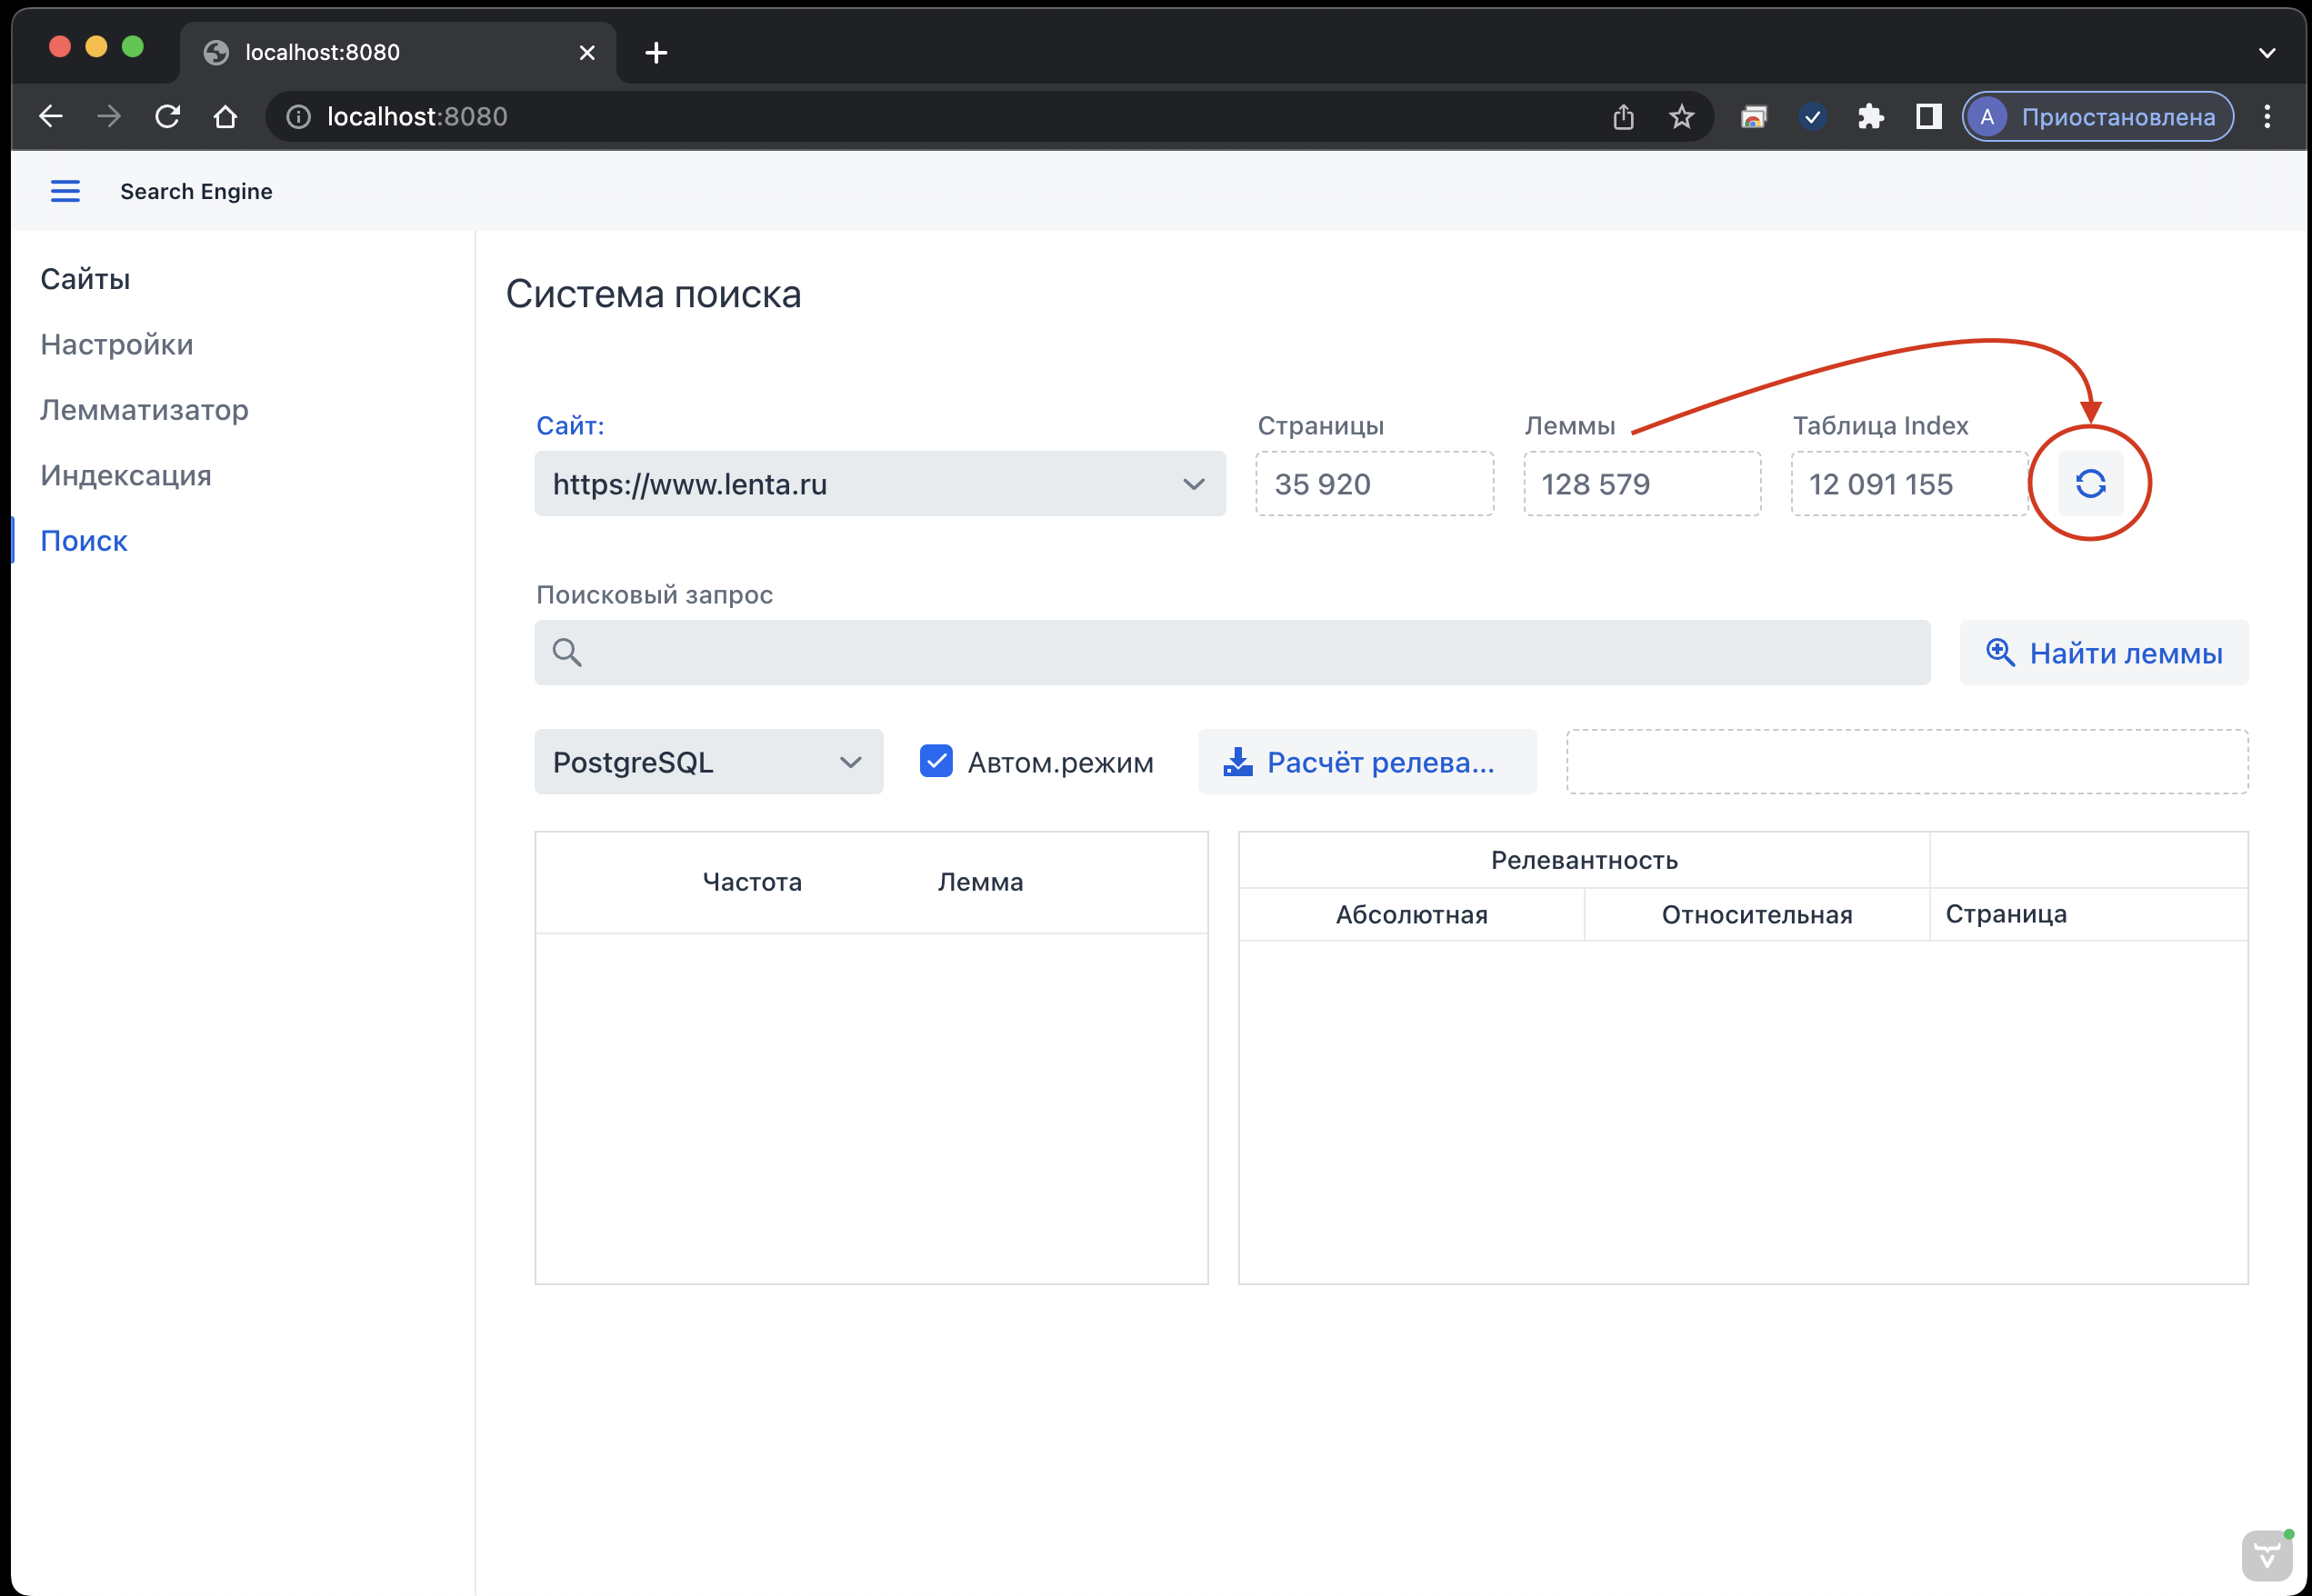 localhost:8080
localhost:8080
A Приостановлена
Search Engine
Сайты
Настройки
Лемматизатор
Индексация
Поиск
Система поиска
Сайт: Страницы Леммы Таблица Index
https://www.lenta.ru 35 920 128 579 12 091 155
Поисковый запрос
Найти леммы
PostgreSQL Автом.режим Расчёт релева...
Частота Лемма
Релевантность
Абсолютная Относительная Страница